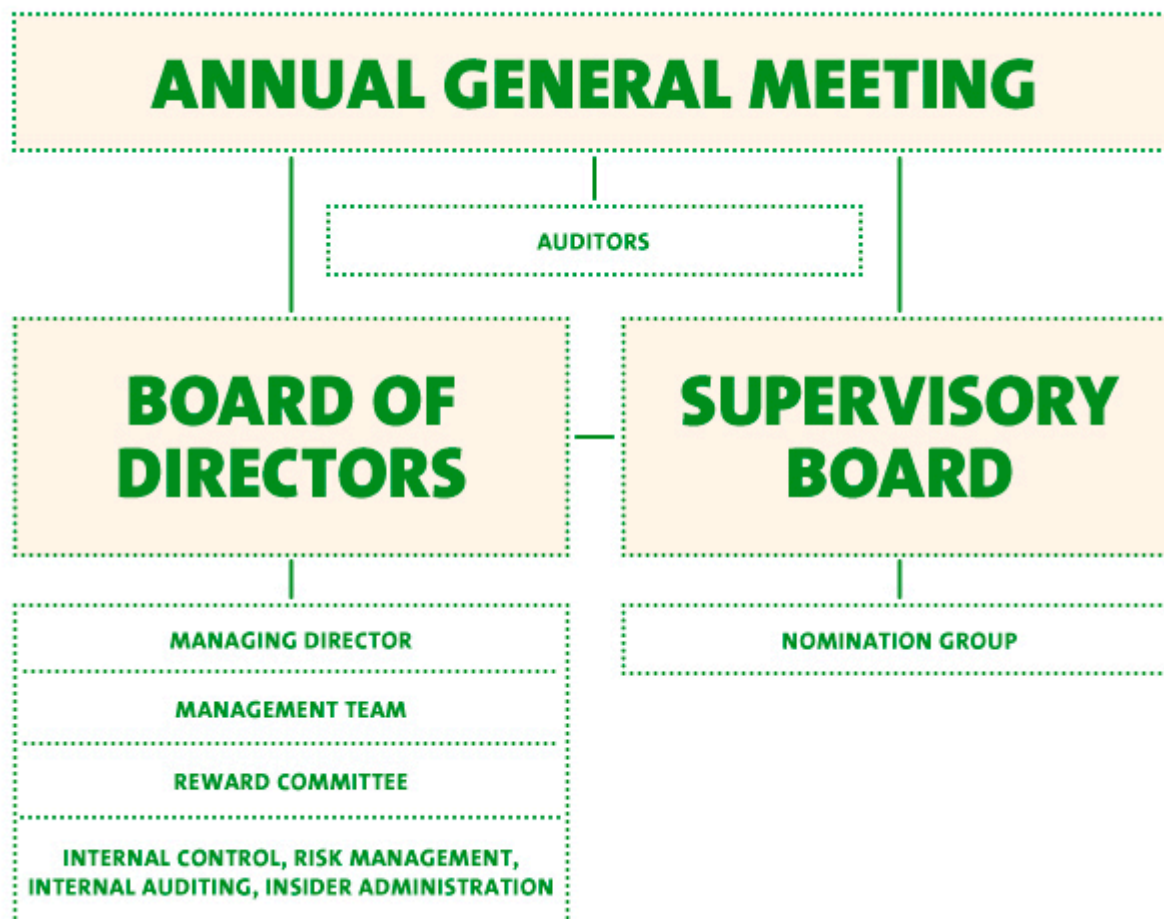 ANNUAL GENERAL MEETING
AUDITORS
BOARD OF
DIRECTORS
SUPERVISORY
BOARD
MANAGING DIRECTOR
MANAGEMENT TEAM
REWARD COMMITTEE
INTERNAL CONTROL, RISK MANAGEMENT,
INTERNAL AUDITING, INSIDER ADMINISTRATION
NOMINATION GROUP